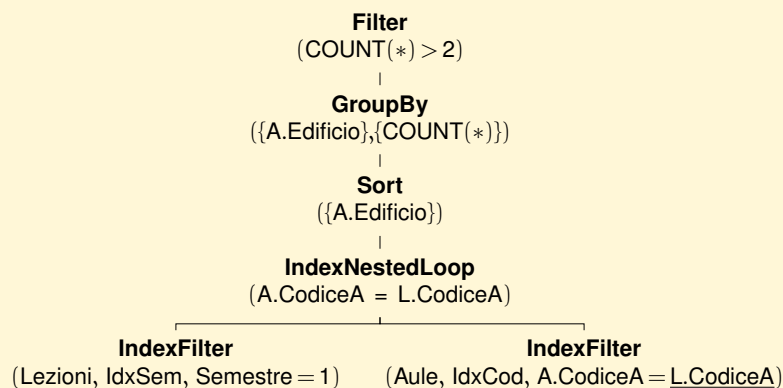 Filter
(COUNT(∗) > 2)
GroupBy
({A.Edificio},{COUNT(∗)})
Sort
({A.Edificio})
IndexNestedLoop
(A.CodiceA = L.CodiceA)
IndexFilter IndexFilter
(Lezioni, IdxSem, Semestre = 1) (Aule, IdxCod, A.CodiceA = L.CodiceA)